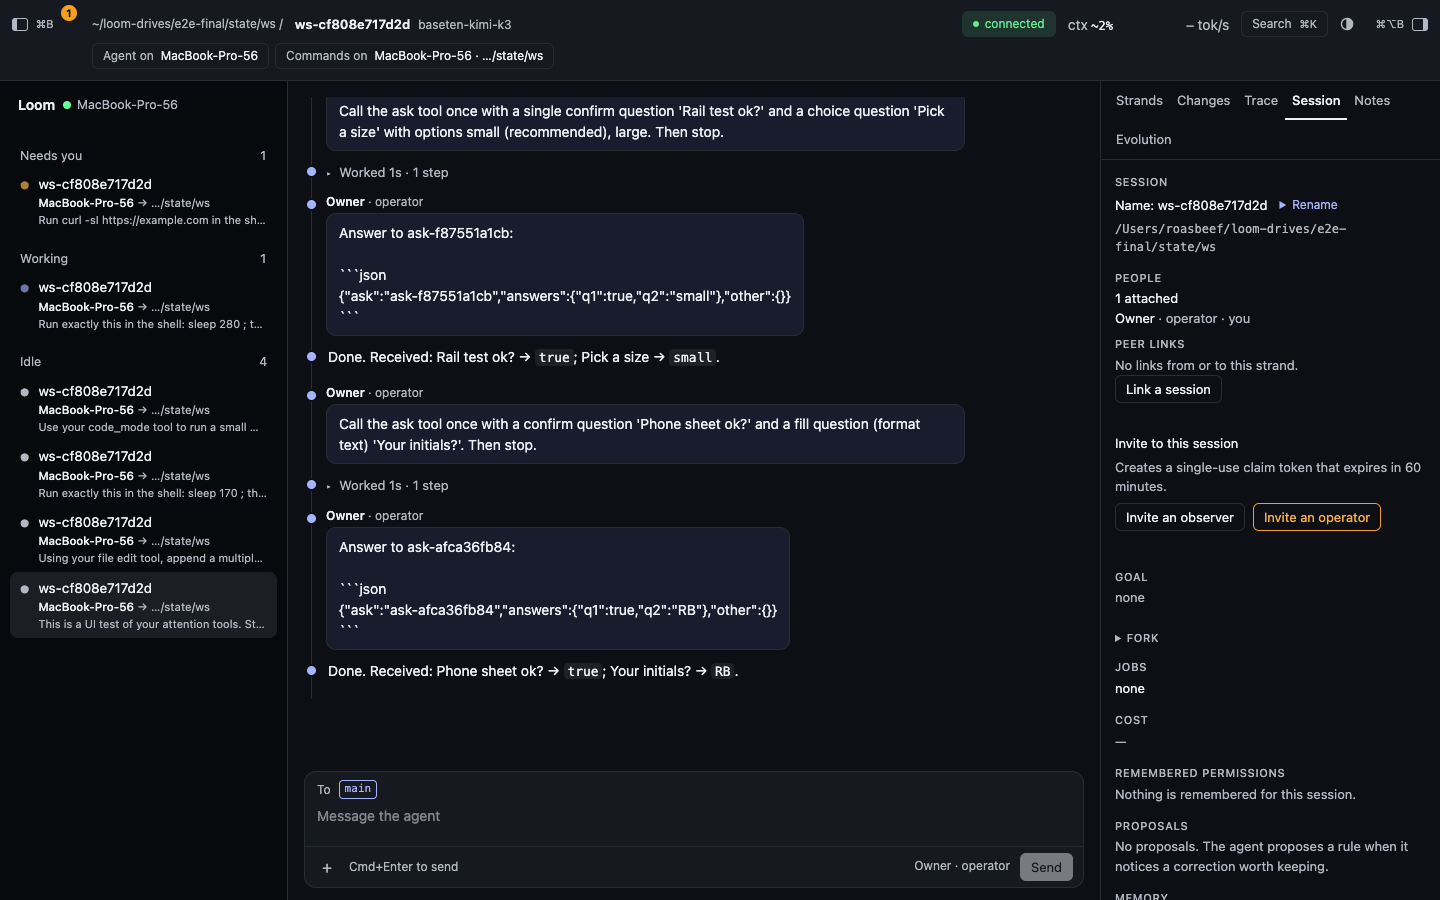 ⌘B
1
~/loom-drives/e2e-final/state/ws / ws-cf808e717d2d baseten-kimi-k3
connected
ctx ~2%
– tok/s
Search ⌘K
⌘⌥B
Agent on MacBook-Pro-56
Commands on MacBook-Pro-56 · .../state/ws
Loom MacBook-Pro-56
Needs you 1
ws-cf808e717d2d
MacBook-Pro-56 → .../state/ws
Run curl -sI https://example.com in the sh...
Working 1
ws-cf808e717d2d
MacBook-Pro-56 → .../state/ws
Run exactly this in the shell: sleep 280 ; t...
Idle 4
ws-cf808e717d2d
MacBook-Pro-56 → .../state/ws
Use your code_mode tool to run a small ...
ws-cf808e717d2d
MacBook-Pro-56 → .../state/ws
Run exactly this in the shell: sleep 170 ; th...
ws-cf808e717d2d
MacBook-Pro-56 → .../state/ws
Using your file edit tool, append a multipl...
ws-cf808e717d2d
MacBook-Pro-56 → .../state/ws
This is a UI test of your attention tools. St...
Call the ask tool once with a single confirm question 'Rail test ok?' and a choice question 'Pick
a size' with options small (recommended), large. Then stop.
Worked 1s · 1 step
Owner · operator
Answer to ask-f87551a1cb:
```json
{"ask":"ask-f87551a1cb","answers":{"q1":true,"q2":"small"},"other":{}}
```
Done. Received: Rail test ok? → true; Pick a size → small.
Owner · operator
Call the ask tool once with a confirm question 'Phone sheet ok?' and a fill question (format
text) 'Your initials?'. Then stop.
Worked 1s · 1 step
Owner · operator
Answer to ask-afca36fb84:
```json
{"ask":"ask-afca36fb84","answers":{"q1":true,"q2":"RB"},"other":{}}
```
Done. Received: Phone sheet ok? → true; Your initials? → RB.
To main
Message the agent
+ Cmd+Enter to send
Owner · operator
Send
Strands Changes Trace Session Notes
Evolution
SESSION
Name: ws-cf808e717d2d ▶ Rename
/Users/roasbeef/loom-drives/e2e-
final/state/ws
PEOPLE
1 attached
Owner · operator · you
PEER LINKS
No links from or to this strand.
Link a session
Invite to this session
Creates a single-use claim token that expires in 60
minutes.
Invite an observer
Invite an operator
GOAL
none
▶ FORK
JOBS
none
COST
—
REMEMBERED PERMISSIONS
Nothing is remembered for this session.
PROPOSALS
No proposals. The agent proposes a rule when it
notices a correction worth keeping.
MEMORY